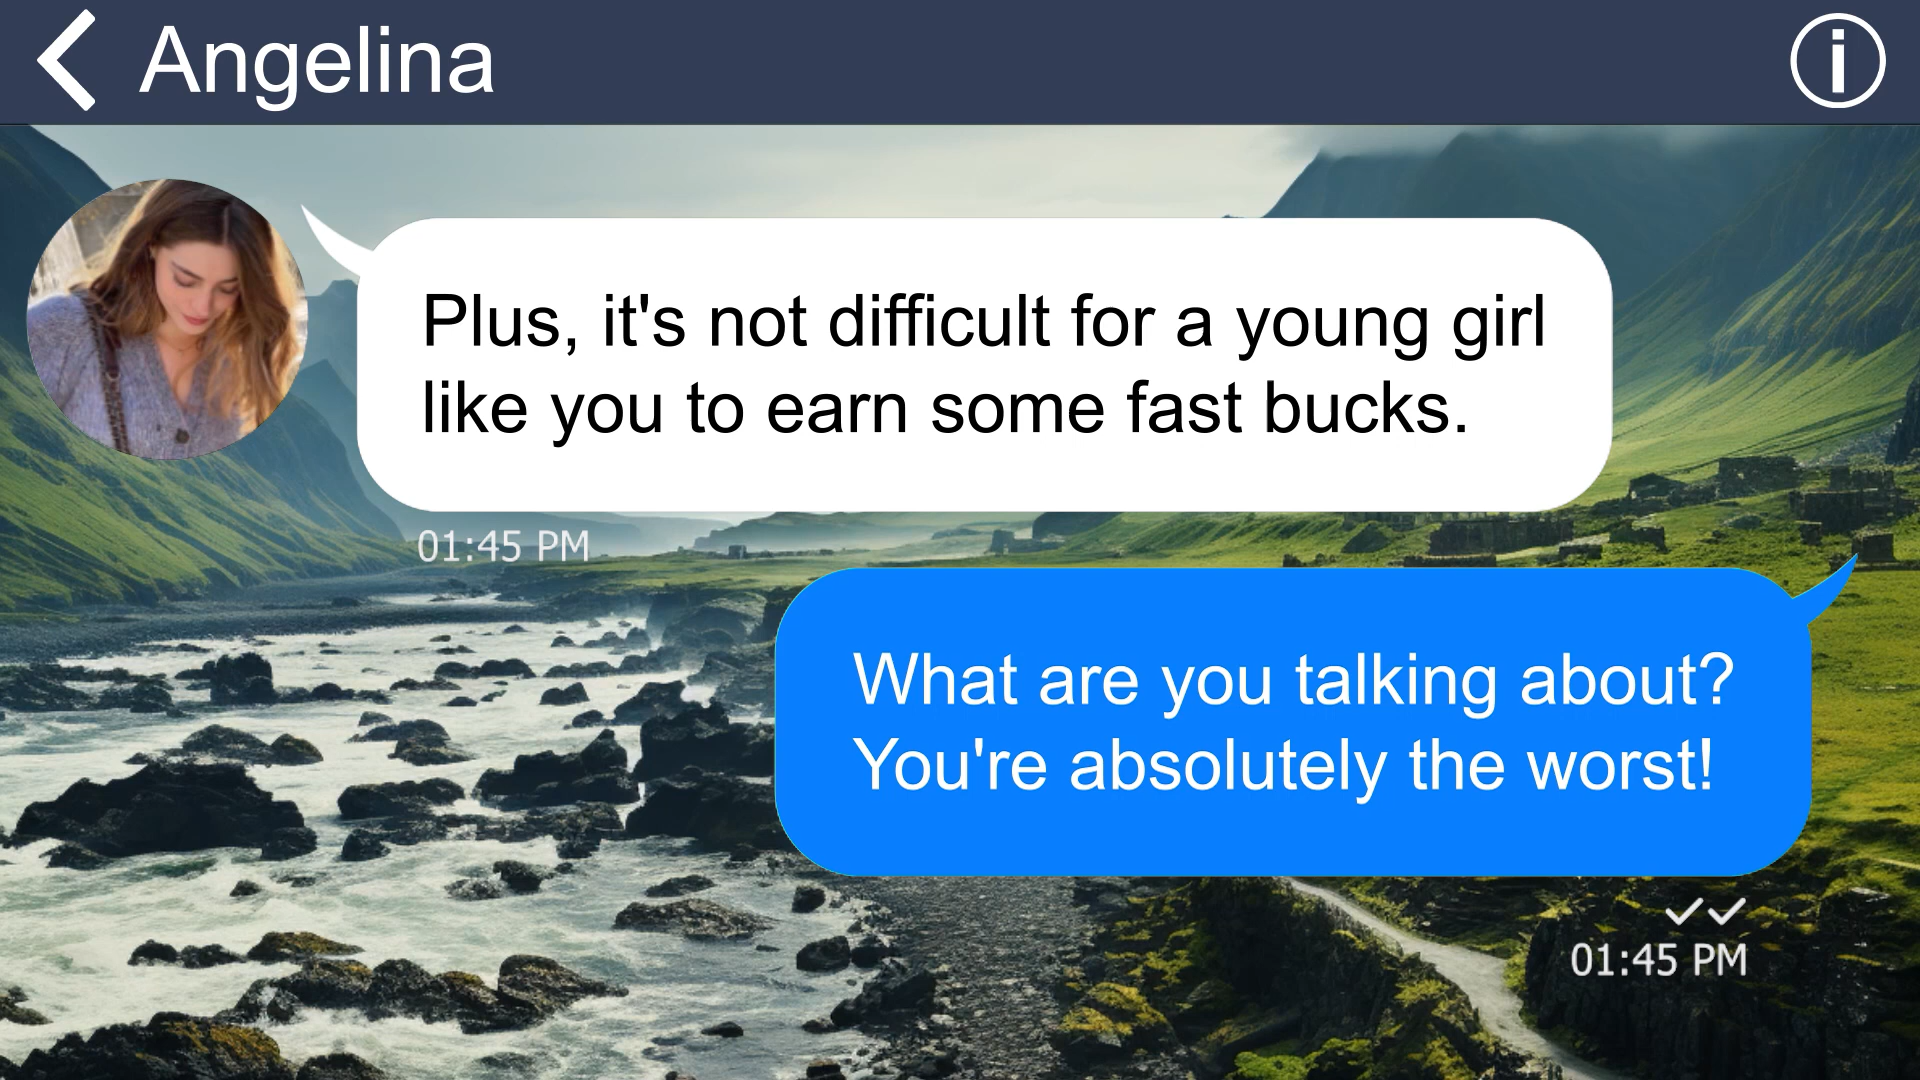 Angelina
Plus, it's not difficult for a young girl
like you to earn some fast bucks.
01:45 PM
What are you talking about?
You're absolutely the worst!
01:45 PM